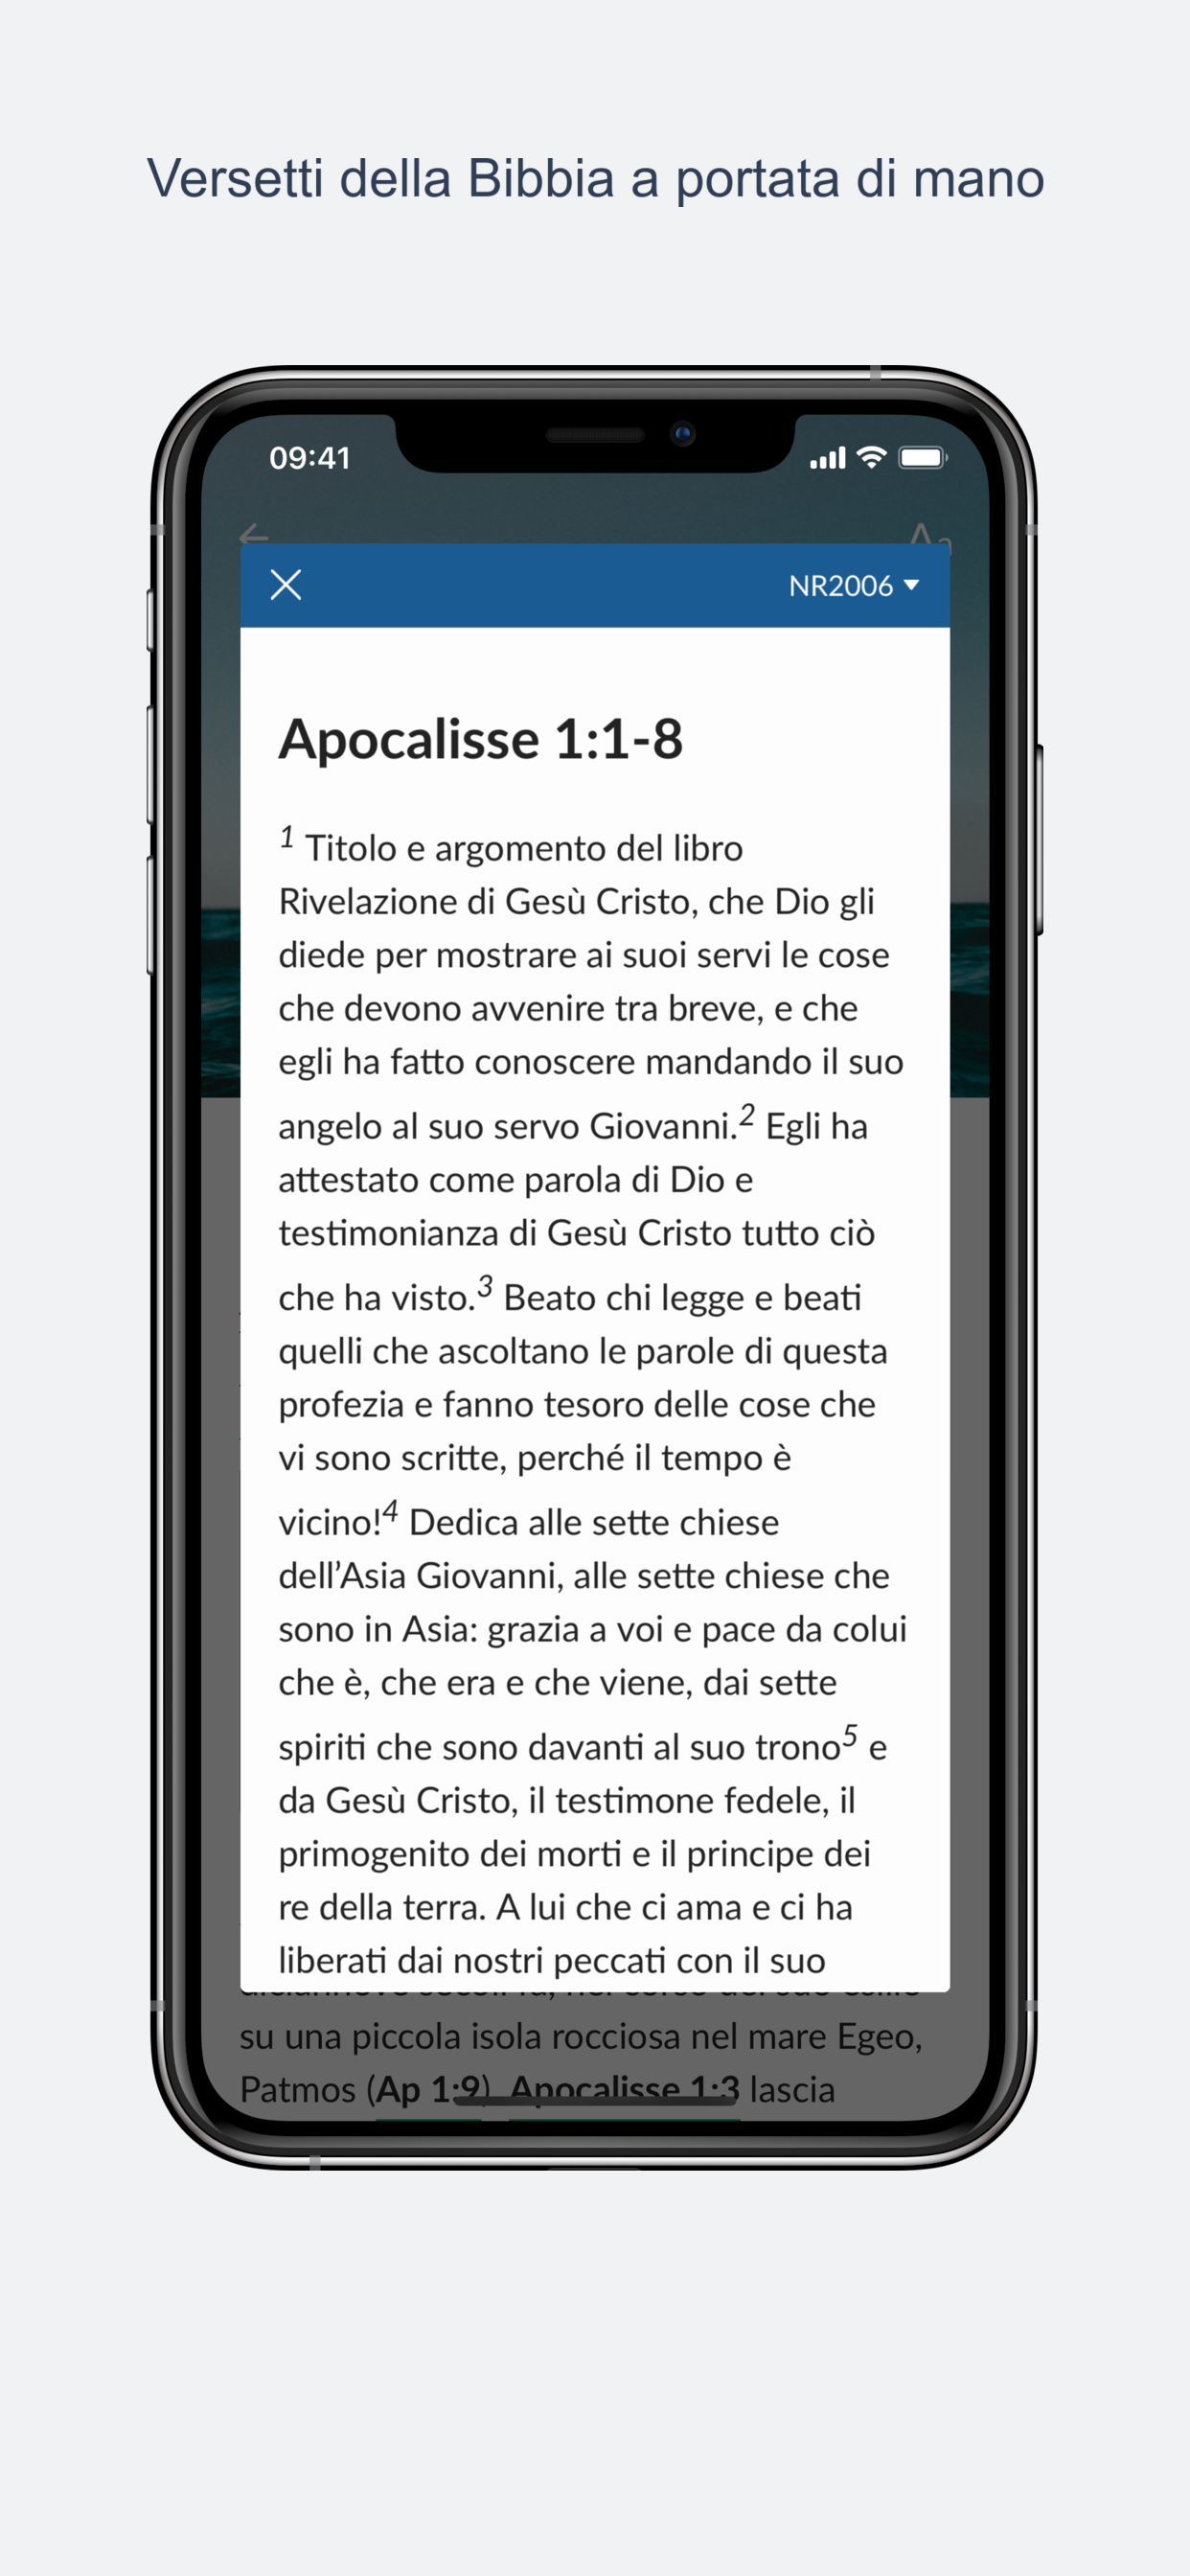 Versetti della Bibbia a portata di mano
09:41
Aa
NR2006
Apocalisse 1:1-8
1 Titolo e argomento del libro
Rivelazione di Gesù Cristo, che Dio gli
diede per mostrare ai suoi servi le cose
che devono avvenire tra breve, e che
egli ha fatto conoscere mandando il suo
angelo al suo servo Giovanni.2 Egli ha
attestato come parola di Dio e
testimonianza di Gesù Cristo tutto ciò
che ha visto.3 Beato chi legge e beati
quelli che ascoltano le parole di questa
profezia e fanno tesoro delle cose che
vi sono scritte, perché il tempo è
vicino!4 Dedica alle sette chiese
dell’Asia Giovanni, alle sette chiese che
sono in Asia: grazia a voi e pace da colui
che è, che era e che viene, dai sette
spiriti che sono davanti al suo trono5 e
da Gesù Cristo, il testimone fedele, il
primogenito dei morti e il principe dei
re della terra. A lui che ci ama e ci ha
liberati dai nostri peccati con il suo
su una piccola isola rocciosa nel mare Egeo,
Patmos (Ap 1:9). Apocalisse 1:3 lascia